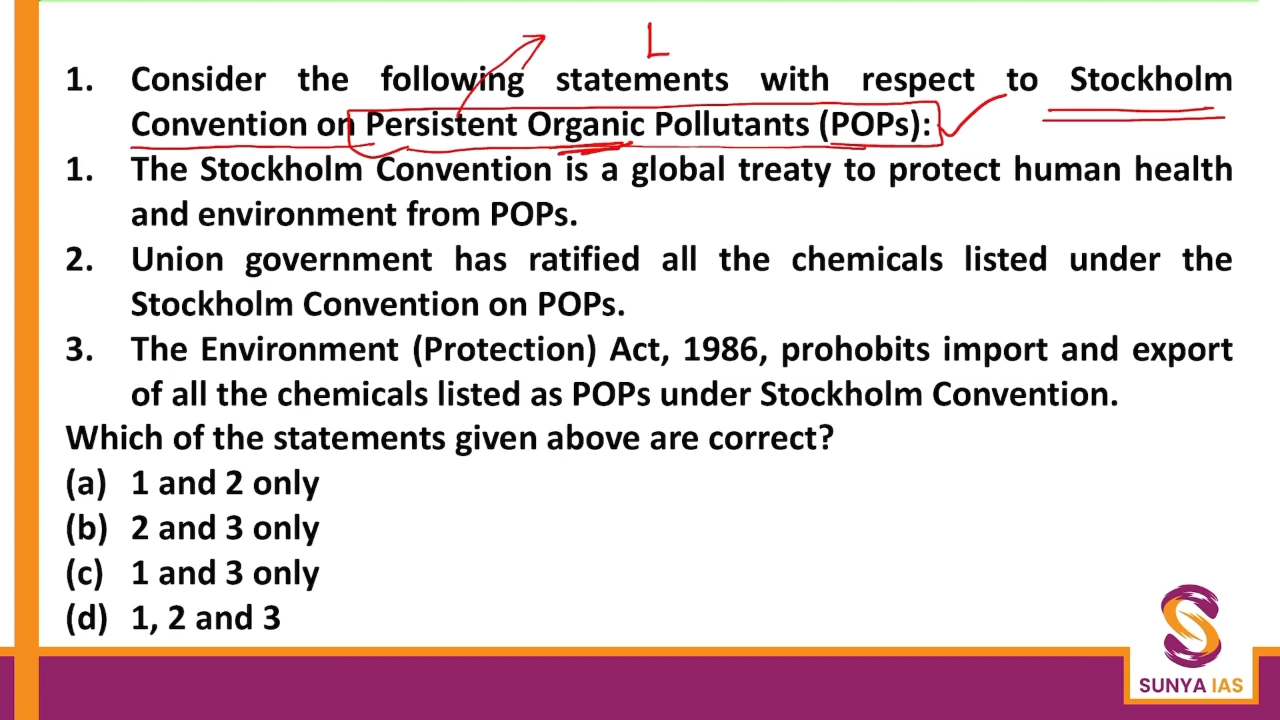 1. Consider the following statements with respect to Stockholm
Convention on Persistent Organic Pollutants (POPs):
1. The Stockholm Convention is a global treaty to protect human health
and environment from POPs.
2. Union government has ratified all the chemicals listed under the
Stockholm Convention on POPs.
3. The Environment (Protection) Act, 1986, prohobits import and export
of all the chemicals listed as POPs under Stockholm Convention.
Which of the statements given above are correct?
(a) 1 and 2 only
(b) 2 and 3 only
(c) 1 and 3 only
(d) 1, 2 and 3
SUNYA IAS